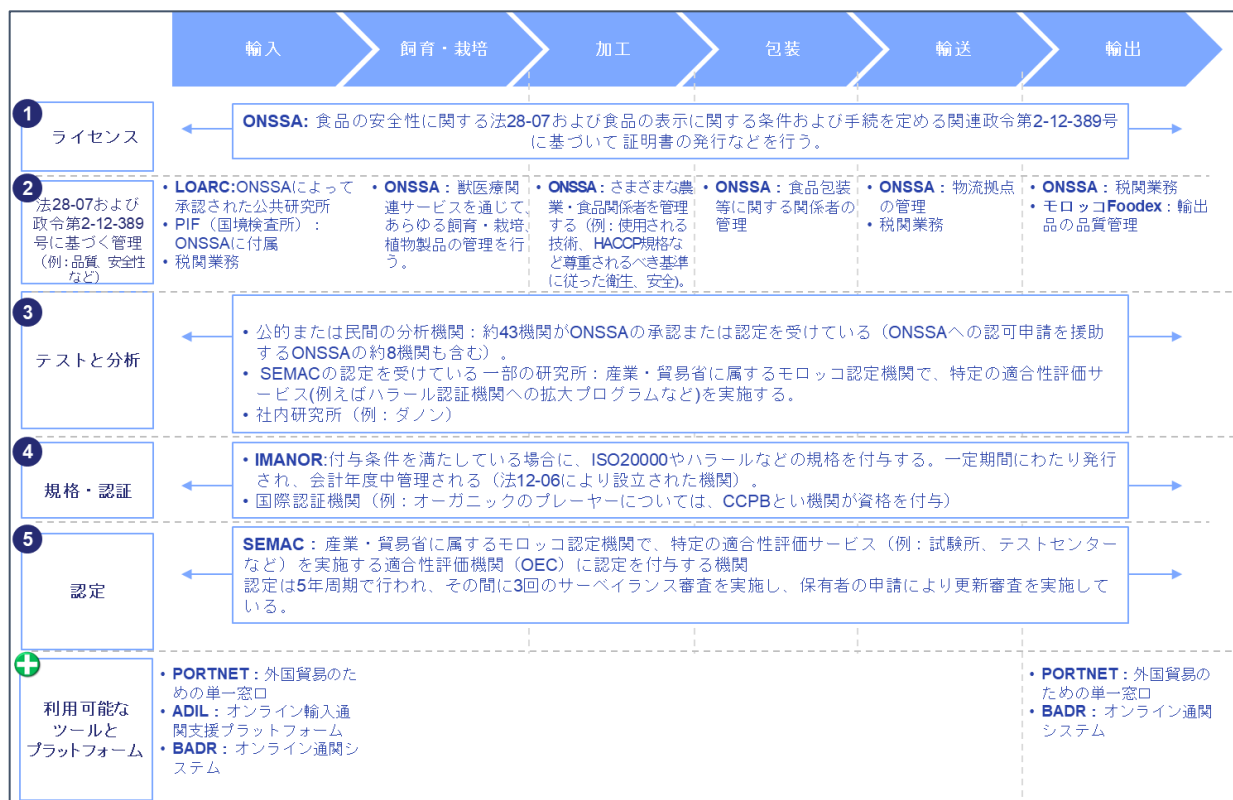 輸入
飼育・栽培
加工
包装
輸送
輸出
1
ライセンス
ONSSA: 食品の安全性に関する法28-07および食品の表示に関する条件および手続を定める関連政令第2-12-389号
に基づいて 証明書の発行などを行う。
2
法28-07および
政令第2-12-389
号に基づく管理
（例：品質、安全性
など）
• LOARC:ONSSAによって
承認された公共研究所
• PIF（国境検査所）：
ONSSAに付属
• 税関業務
• ONSSA：獣医療関
連サービスを通じて、
あらゆる飼育・栽培、
植物製品の管理を行
う。
• ONSSA：さまざまな農
業・食品関係者を管理
する（例：使用される
技術、HACCP規格な
ど尊重されるべき基準
に従った衛生、安全)。
• ONSSA：食品包装
等に関する関係者の
管理
• ONSSA：物流拠点
の管理
• 税関業務
• ONSSA：税関業務
• モロッコFoodex：輸出
品の品質管理
3
テストと分析
• 公的または民間の分析機関：約43機関がONSSAの承認または認定を受けている（ONSSAへの認可申請を援助
するONSSAの約8機関も含む）。
• SEMACの認定を受けている 一部の研究所：産業・貿易省に属するモロッコ認定機関で、特定の適合性評価サ
ービス(例えばハラール認証機関への拡大プログラムなど)を実施する。
• 社内研究所（例：ダノン）
4
規格・認証
• IMANOR:付与条件を満たしている場合に、ISO20000やハラールなどの規格を付与する。一定期間にわたり発行
され、会計年度中管理される（法12-06により設立された機関）。
• 国際認証機関（例：オーガニックのプレーヤーについては、CCPBとい機関が資格を付与）
5
認定
SEMAC：産業・貿易省に属するモロッコ認定機関で、特定の適合性評価サービス（例：試験所、テストセンター
など）を実施する適合性評価機関（OEC）に認定を付与する機関
認定は5年周期で行われ、その間に3回のサーベイランス審査を実施し、保有者の申請により更新審査を実施して
いる。
利用可能な
ツールと
プラットフォーム
• PORTNET：外国貿易のた
めの単一窓口
• ADIL：オンライン輸入通
関支援プラットフォーム
• BADR：オンライン通関シ
ステム
• PORTNET：外国貿易の
ための単一窓口
• BADR：オンライン通関
システム